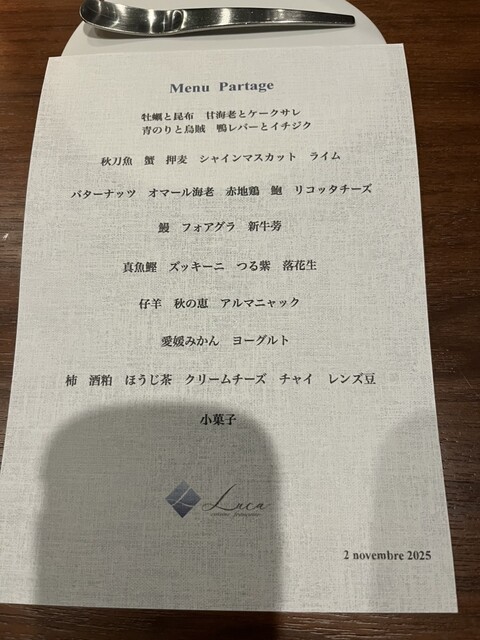 Menu Partage
牡蠣と昆布　甘海老とケークサレ
青のりと烏賊　鴨レバーとイチジク
秋刀魚　蟹　押麦　シャインマスカット　ライム
バターナッツ　オマール海老　赤地鶏　鮑　リコッタチーズ
鰻　フォアグラ　新牛蒡
真魚鰹　ズッキーニ　つる紫　落花生
仔羊　秋の恵　アルマニャック
愛媛みかん　ヨーグルト
柿　酒粕　ほうじ茶　クリームチーズ　チャイ　レンズ豆
小菓子
Luca
2 novembre 2025